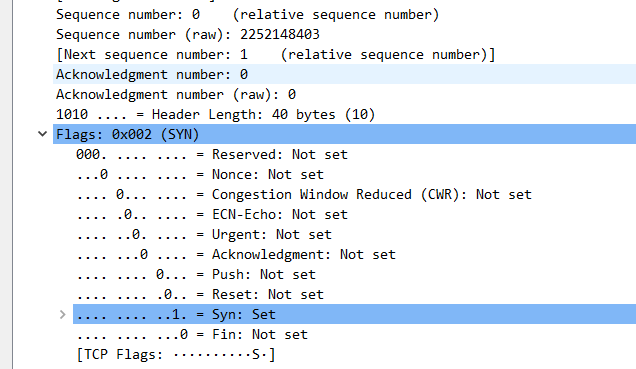 Sequence number: 0    (relative sequence number)
Sequence number (raw): 2252148403
[Next sequence number: 1    (relative sequence number)]
Acknowledgment number: 0
Acknowledgment number (raw): 0
1010 .... = Header Length: 40 bytes (10)
Flags: 0x002 (SYN)
000. .... .... = Reserved: Not set
...0 .... .... = Nonce: Not set
.... 0... .... = Congestion Window Reduced (CWR): Not set
.... .0.. .... = ECN-Echo: Not set
.... ..0. .... = Urgent: Not set
.... ...0 .... = Acknowledgment: Not set
.... .... 0... = Push: Not set
.... .... .0.. = Reset: Not set
.... .... ..1. = Syn: Set
.... .... ...0 = Fin: Not set
[TCP Flags: ··········S·]